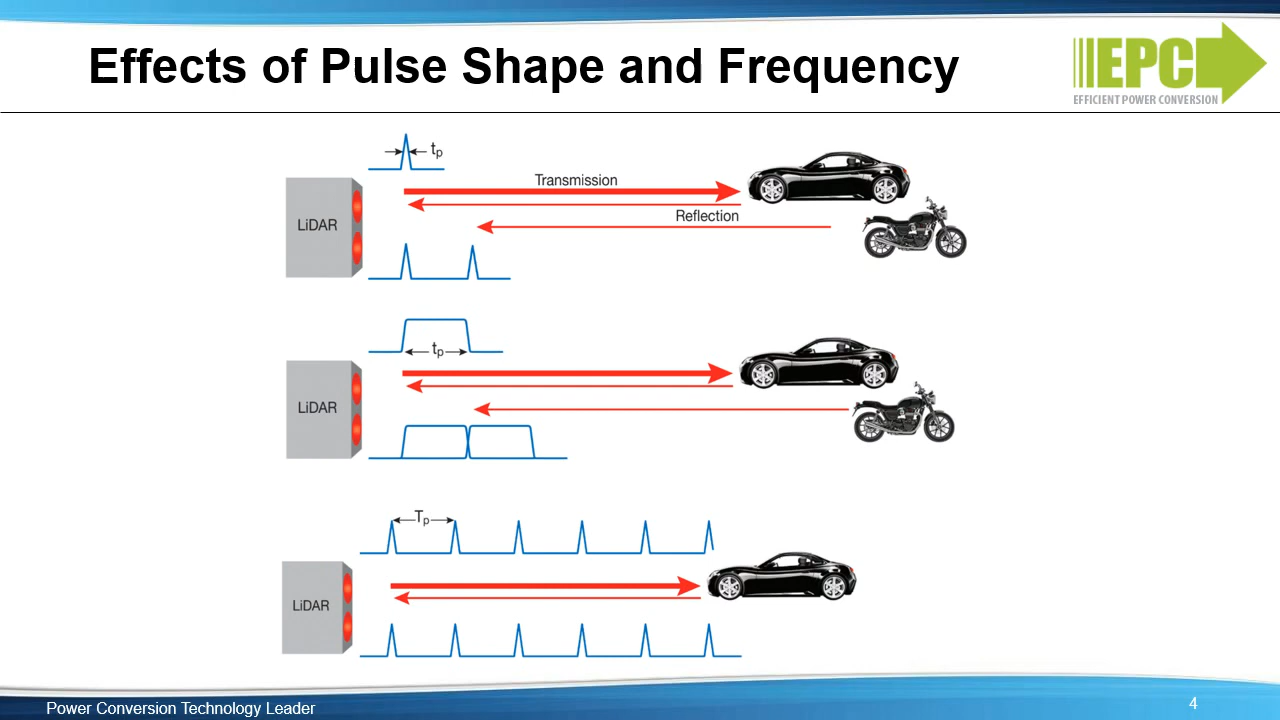 Effects of Pulse Shape and Frequency
EPC
EFFICIENT POWER CONVERSION
tp
Transmission
Reflection
LiDAR
tp
LiDAR
Tp
LiDAR
Power Conversion Technology Leader
4